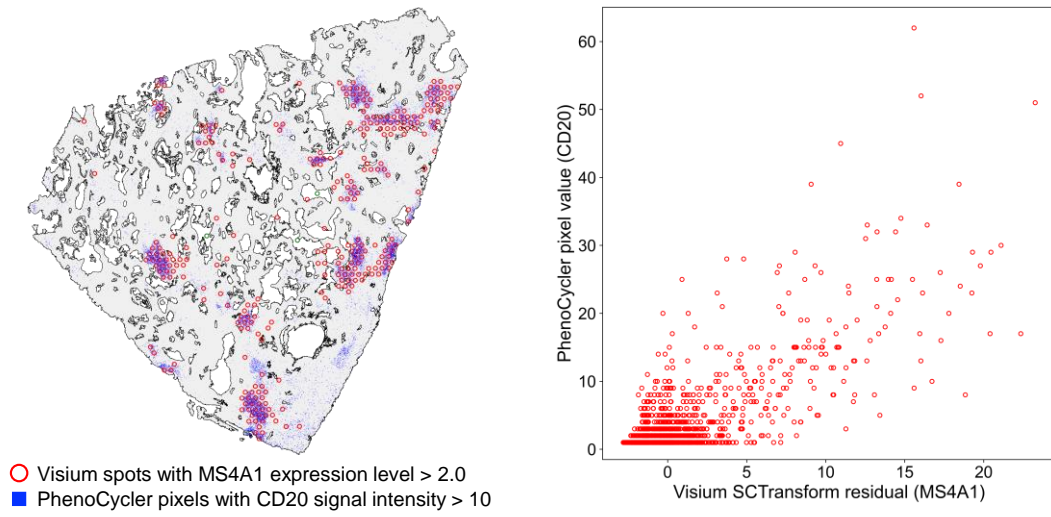 Visium spots with MS4A1 expression level > 2.0
PhenoCycler pixels with CD20 signal intensity > 10
PhenoCycler pixel value (CD20)
60
50
40
30
20
10
0
0 5 10 15 20
Visium SCTransform residual (MS4A1)